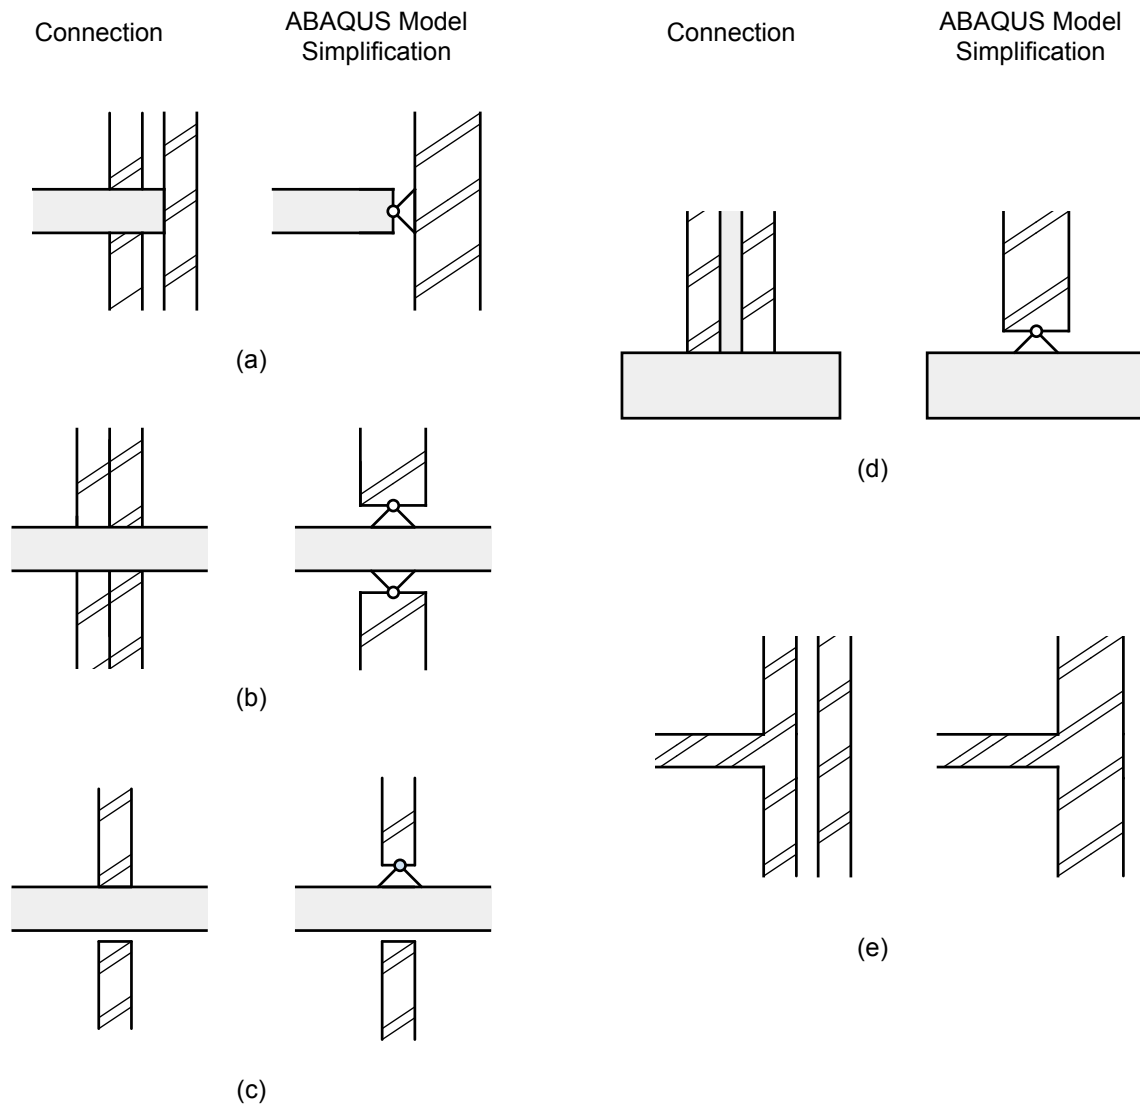 Connection
ABAQUS Model
Simplification
Connection
ABAQUS Model
Simplification
(a)
(b)
(c)
(d)
(e)